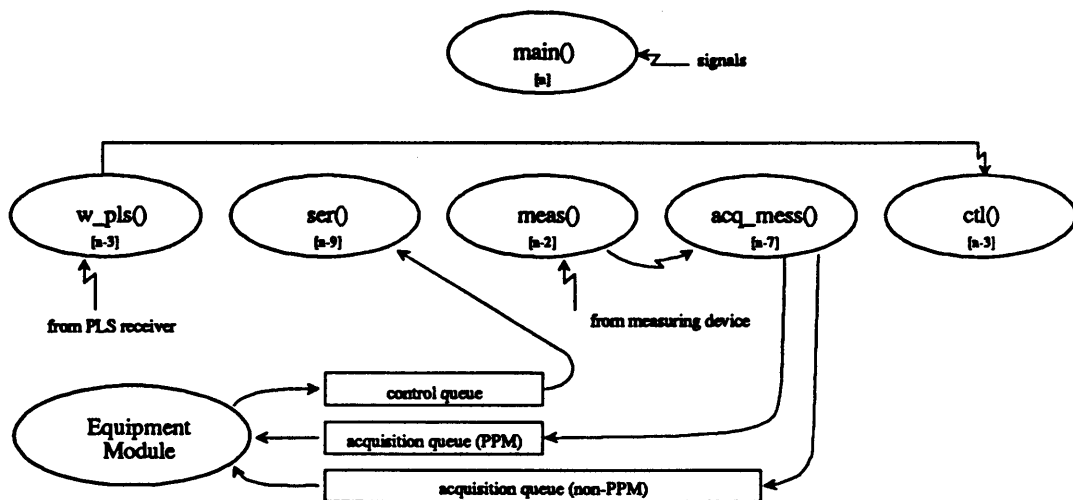 main()
[n]
signals
w_pls()
[n-3]
ser()
[n-9]
meas()
[n-2]
acq_mess()
[n-7]
ctl()
[n-3]
from PLS receiver
from measuring device
control queue
Equipment
Module
acquisition queue (PPM)
acquisition queue (non-PPM)